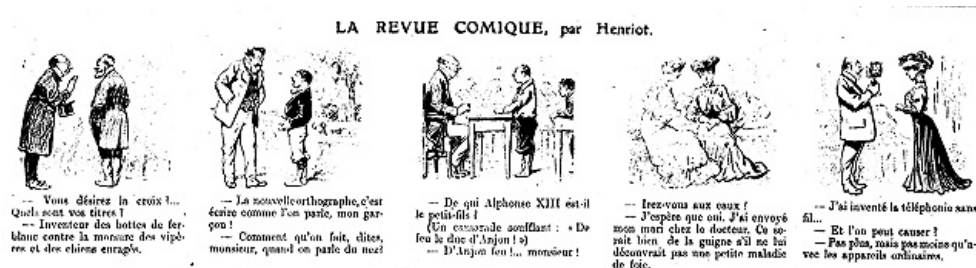 LA REVUE COMIQUE, par Henriot.
— Vous désirez la croix ?...
Quels sont vos titres ?
— Inventeur des bottes de fer-
blanc contre la morsure des vipè-
res et des chiens enragés.
— La nouvelle orthographe, c'est
écrire comme l'on parle, mon gar-
çon !
— Comment qu'on fait, dites,
monsieur, quand on parle du nez ?
— De qui Alphonse XIII est-il
le petit-fils ?
(Un camarade soufflant : « De
feu le duc d'Anjou ! »)
— D'Anjou feu !... monsieur !
— Irez-vous aux eaux ?
— J'espère que oui. J'ai envoyé
mon mari chez le docteur. Ce se-
rait bien de la guigne s'il ne lui
découvrait pas une petite maladie
de foie.
— J'ai inventé la téléphonie sans
fil...
— Et l'on peut causer ?
— Pas plus, mais pas moins qu'a-
vec les appareils ordinaires.